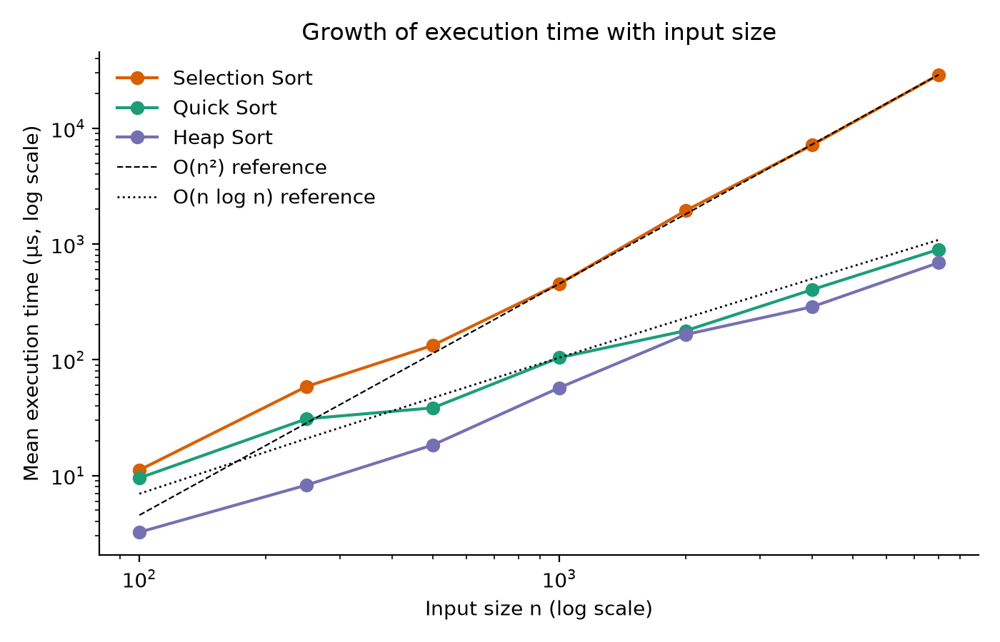 Growth of execution time with input size
Selection Sort
Quick Sort
Heap Sort
O(n²) reference
O(n log n) reference
Mean execution time (µs, log scale)
10⁴
10³
10²
10¹
10²
10³
Input size n (log scale)